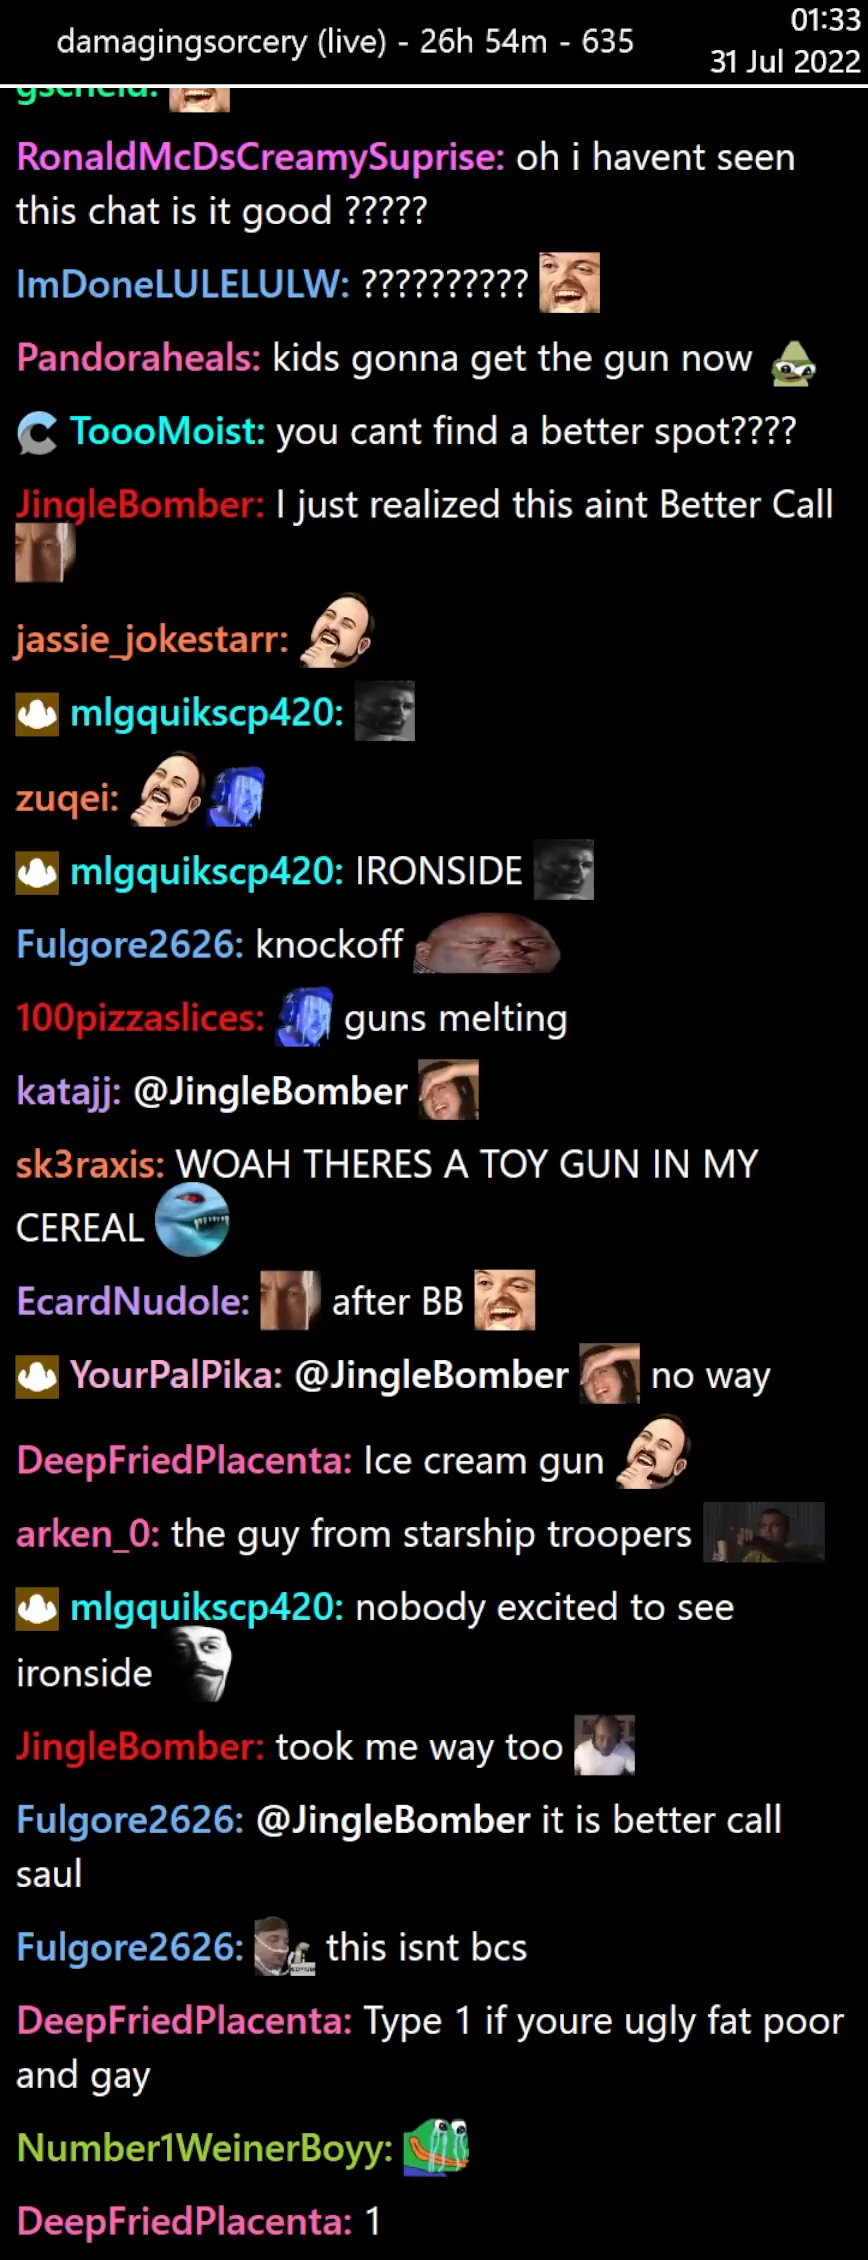 damagingsorcery (live) - 26h 54m - 635
01:33
31 Jul 2022
gscheid:
RonaldMcDsCreamySuprise: oh i havent seen
this chat is it good ?????
ImDoneLULELULW: ??????????
Pandoraheals: kids gonna get the gun now
ToooMoist: you cant find a better spot????
JingleBomber: I just realized this aint Better Call
jassie_jokestarr:
mlgquikscp420:
zuqei:
mlgquikscp420: IRONSIDE
Fulgore2626: knockoff
100pizzaslices: guns melting
katajj: @JingleBomber
sk3raxis: WOAH THERES A TOY GUN IN MY
CEREAL
EcardNudole: after BB
YourPalPika: @JingleBomber no way
DeepFriedPlacenta: Ice cream gun
arken_0: the guy from starship troopers
mlgquikscp420: nobody excited to see
ironside
JingleBomber: took me way too
Fulgore2626: @JingleBomber it is better call
saul
Fulgore2626: this isnt bcs
DeepFriedPlacenta: Type 1 if youre ugly fat poor
and gay
Number1WeinerBoyy:
DeepFriedPlacenta: 1